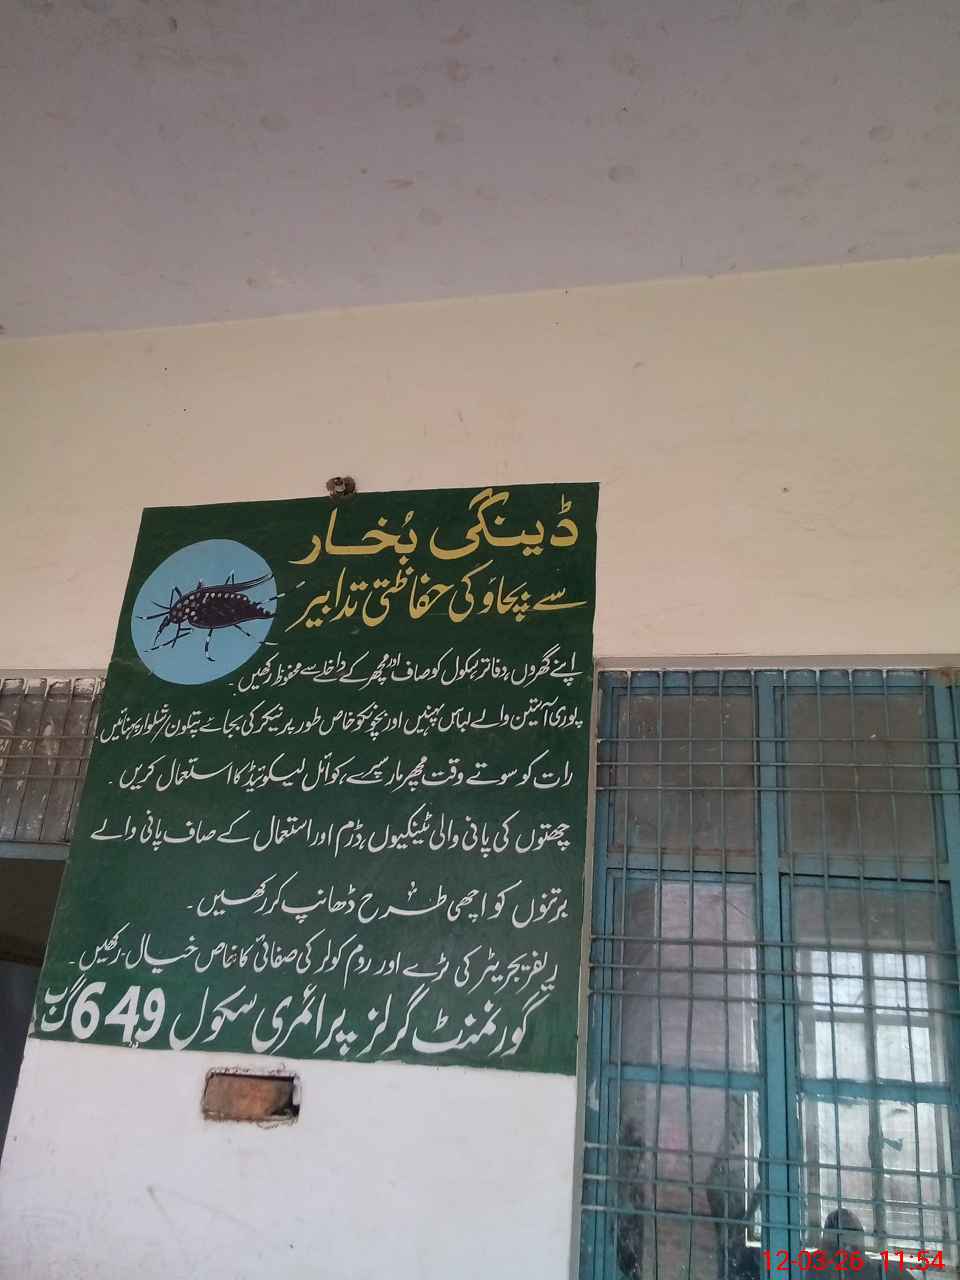 ڈینگی بُخار
سے بچاؤ کی حفاظتی تدابیر
اپنے گھروں، دفاتر سکول کو صاف اور مچھر کے داخلے سے محفوظ رکھیں۔
پوری آستین والے لباس پہنیں اور بچوں کو خاص طور پر نیکر کی بجائے پتلون/شلوار پہنائیں
رات کو سوتے وقت مچھر مار سپرے، کوائل لیکوئیڈ کا استعمال کریں۔
چھتوں کی پانی والی ٹینکیوں، ڈرم اور استعمال کے صاف پانی والے
برتنوں کو اچھی طرح ڈھانپ کر رکھیں۔
ریفریجریٹر کی ٹرے اور روم کولر کی صفائی کا خاص خیال رکھیں۔
گورنمنٹ گرلز پرائمری سکول 649 گ ب
12-03-26 11:54